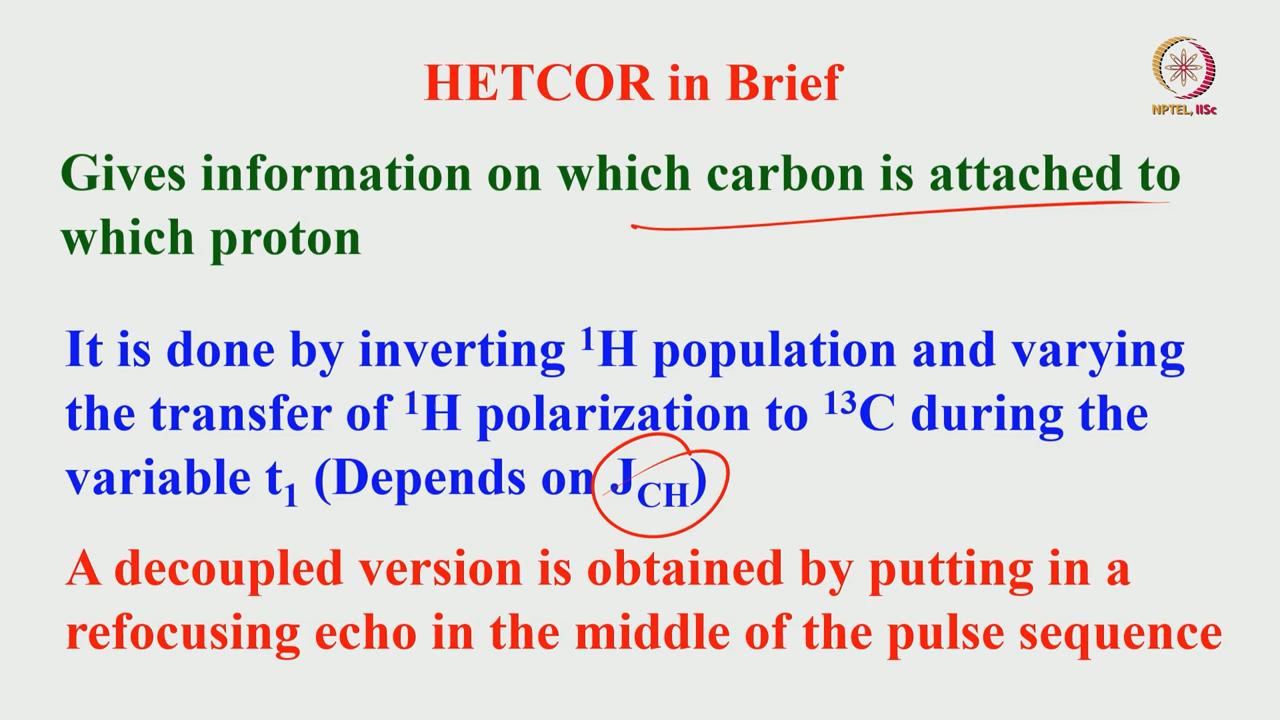 HETCOR in Brief
NPTEL, IISc
Gives information on which carbon is attached to
which proton
It is done by inverting ¹H population and varying
the transfer of ¹H polarization to ¹³C during the
variable t₁ (Depends on J_CH)
A decoupled version is obtained by putting in a
refocusing echo in the middle of the pulse sequence